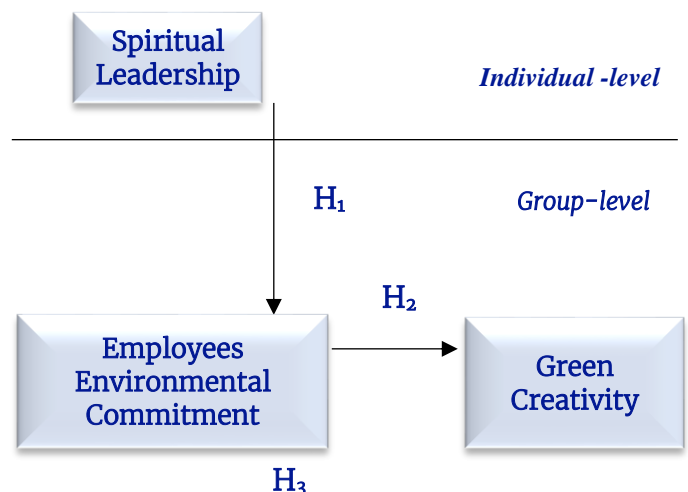 Spiritual
Leadership
Individual -level
H₁
Group-level
H₂
Employees
Environmental
Commitment
Green
Creativity
H₃